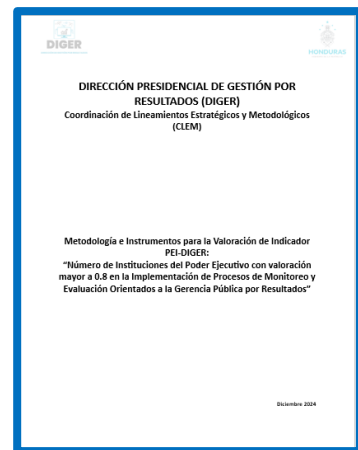 DIGER
HONDURAS
DIRECCIÓN PRESIDENCIAL DE GESTIÓN POR
RESULTADOS (DIGER)
Coordinación de Lineamientos Estratégicos y Metodológicos
(CLEM)
Metodología e Instrumentos para la Valoración de Indicador
PEI-DIGER:
“Número de Instituciones del Poder Ejecutivo con valoración
mayor a 0.8 en la Implementación de Procesos de Monitoreo y
Evaluación Orientados a la Gerencia Pública por Resultados”
Diciembre 2024